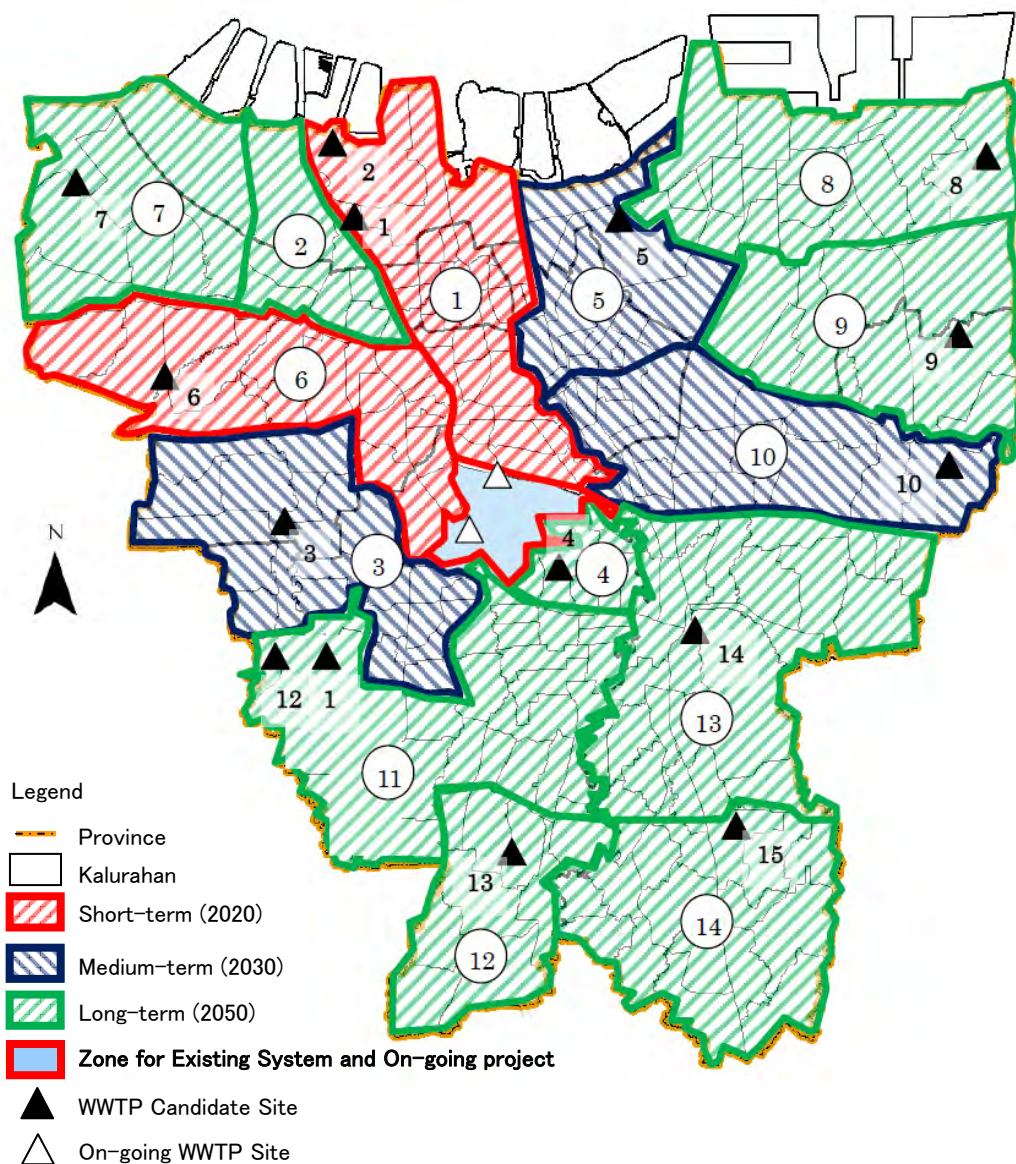 2
8
8
7
7
1
2
5
1
5
9
9
6
6
10
10
N
3
3
4
4
14
12
1
13
11
15
13
14
12
Legend
Province
Kalurahan
Short-term (2020)
Medium-term (2030)
Long-term (2050)
Zone for Existing System and On-going project
WWTP Candidate Site
On-going WWTP Site